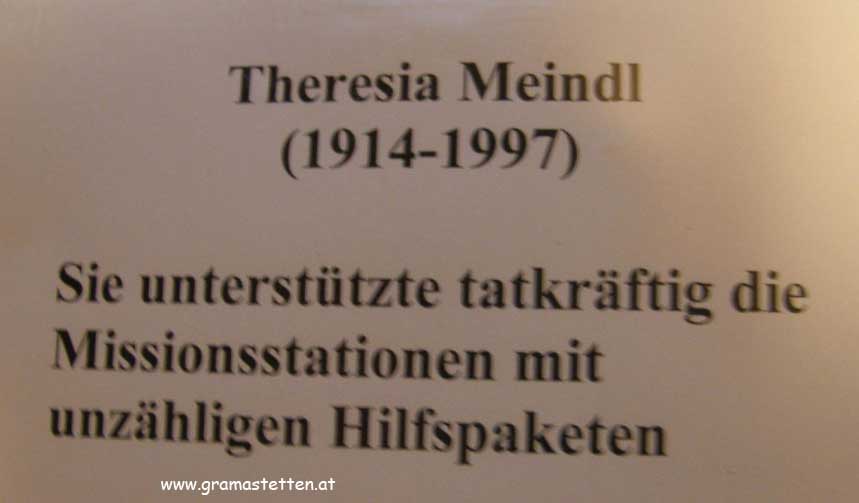 Theresia Meindl
(1914-1997)
Sie unterstützte tatkräftig die
Missionsstationen mit
unzähligen Hilfspaketen
www.gramastetten.at